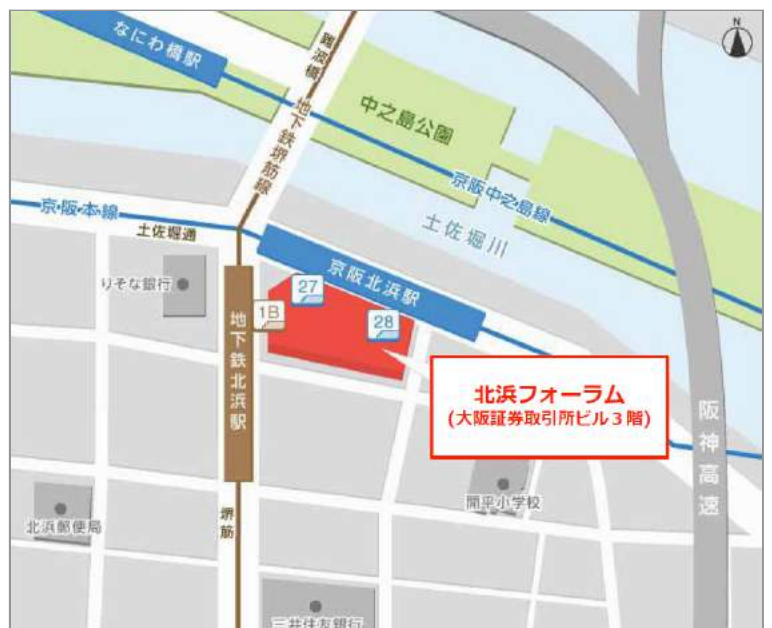 N
なにわ橋駅
難波橋
地下鉄堺筋線
中之島公園
京阪中之島線
土佐堀川
京阪本線
土佐堀通
京阪北浜駅
りそな銀行
27
1B
28
地下鉄北浜駅
北浜フォーラム
(大阪証券取引所ビル３階)
阪神高速
開平小学校
北浜郵便局
堺筋
三井住友銀行